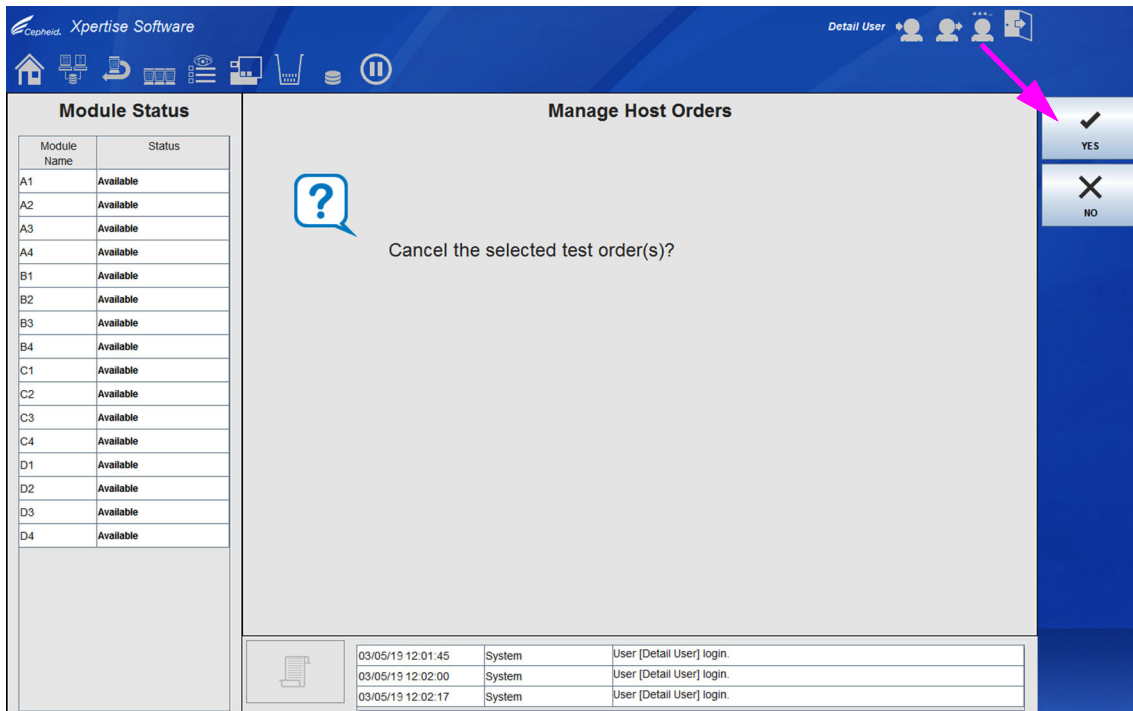 Cepheid. Xpertise Software
Detail User
Module Status
Manage Host Orders
YES
NO
Module Name Status
A1 Available
A2 Available
A3 Available
A4 Available
B1 Available
B2 Available
B3 Available
B4 Available
C1 Available
C2 Available
C3 Available
C4 Available
D1 Available
D2 Available
D3 Available
D4 Available
?
Cancel the selected test order(s)?
03/05/19 12:01:45 System User [Detail User] login.
03/05/19 12:02:00 System User [Detail User] login.
03/05/19 12:02:17 System User [Detail User] login.